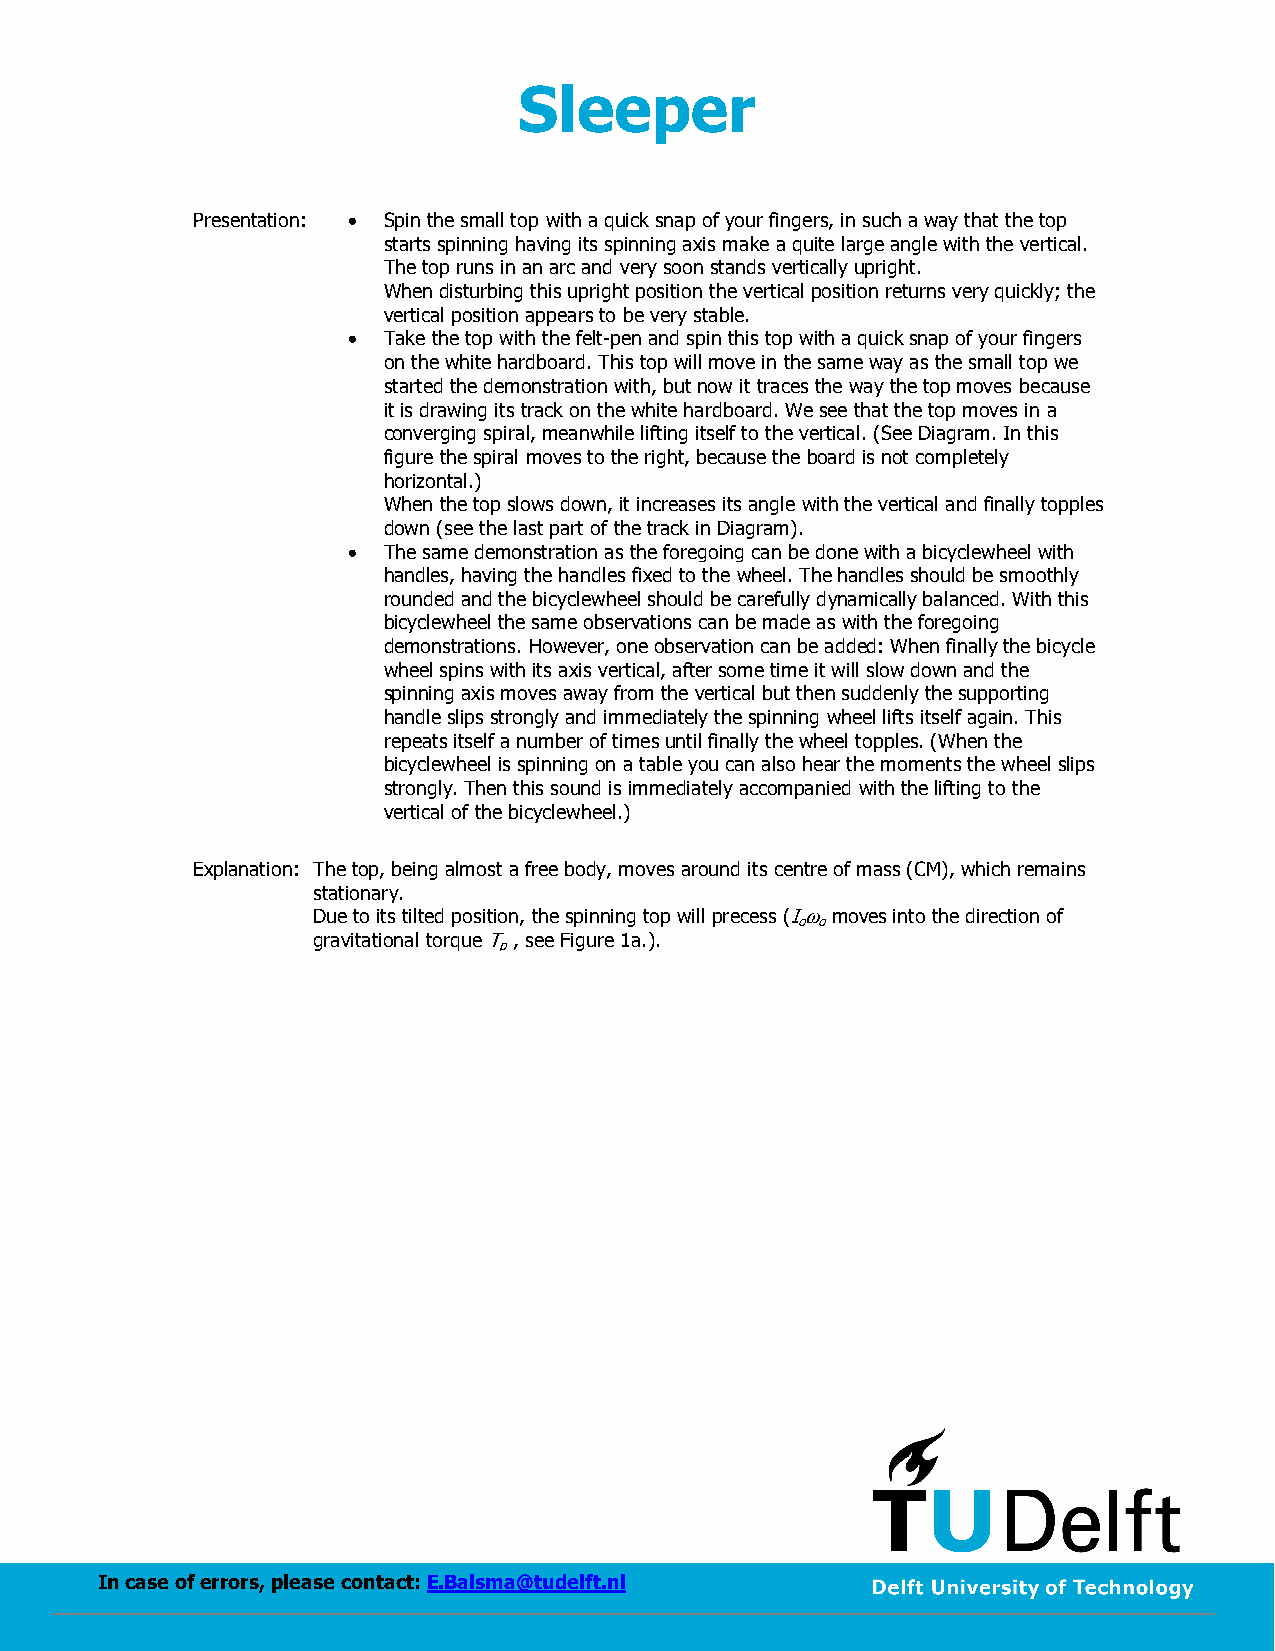 Sleeper
Presentation: • Spin the small top with a quick snap of your fingers, in such a way that the top
starts spinning having its spinning axis make a quite large angle with the vertical.
The top runs in an arc and very soon stands vertically upright.
When disturbing this upright position the vertical position returns very quickly; the
vertical position appears to be very stable.
• Take the top with the felt-pen and spin this top with a quick snap of your fingers
on the white hardboard. This top will move in the same way as the small top we
started the demonstration with, but now it traces the way the top moves because
it is drawing its track on the white hardboard. We see that the top moves in a
converging spiral, meanwhile lifting itself to the vertical. (See Diagram. In this
figure the spiral moves to the right, because the board is not completely
horizontal.)
When the top slows down, it increases its angle with the vertical and finally topples
down (see the last part of the track in Diagram).
• The same demonstration as the foregoing can be done with a bicyclewheel with
handles, having the handles fixed to the wheel. The handles should be smoothly
rounded and the bicyclewheel should be carefully dynamically balanced. With this
bicyclewheel the same observations can be made as with the foregoing
demonstrations. However, one observation can be added: When finally the bicycle
wheel spins with its axis vertical, after some time it will slow down and the
spinning axis moves away from the vertical but then suddenly the supporting
handle slips strongly and immediately the spinning wheel lifts itself again. This
repeats itself a number of times until finally the wheel topples. (When the
bicyclewheel is spinning on a table you can also hear the moments the wheel slips
strongly. Then this sound is immediately accompanied with the lifting to the
vertical of the bicyclewheel.)
Explanation: The top, being almost a free body, moves around its centre of mass (CM), which remains
stationary.
Due to its tilted position, the spinning top will precess (I₀ω₀ moves into the direction of
gravitational torque Tₚ , see Figure 1a.).
TUDelft
In case of errors, please contact: E.Balsma@tudelft.nl
Delft University of Technology